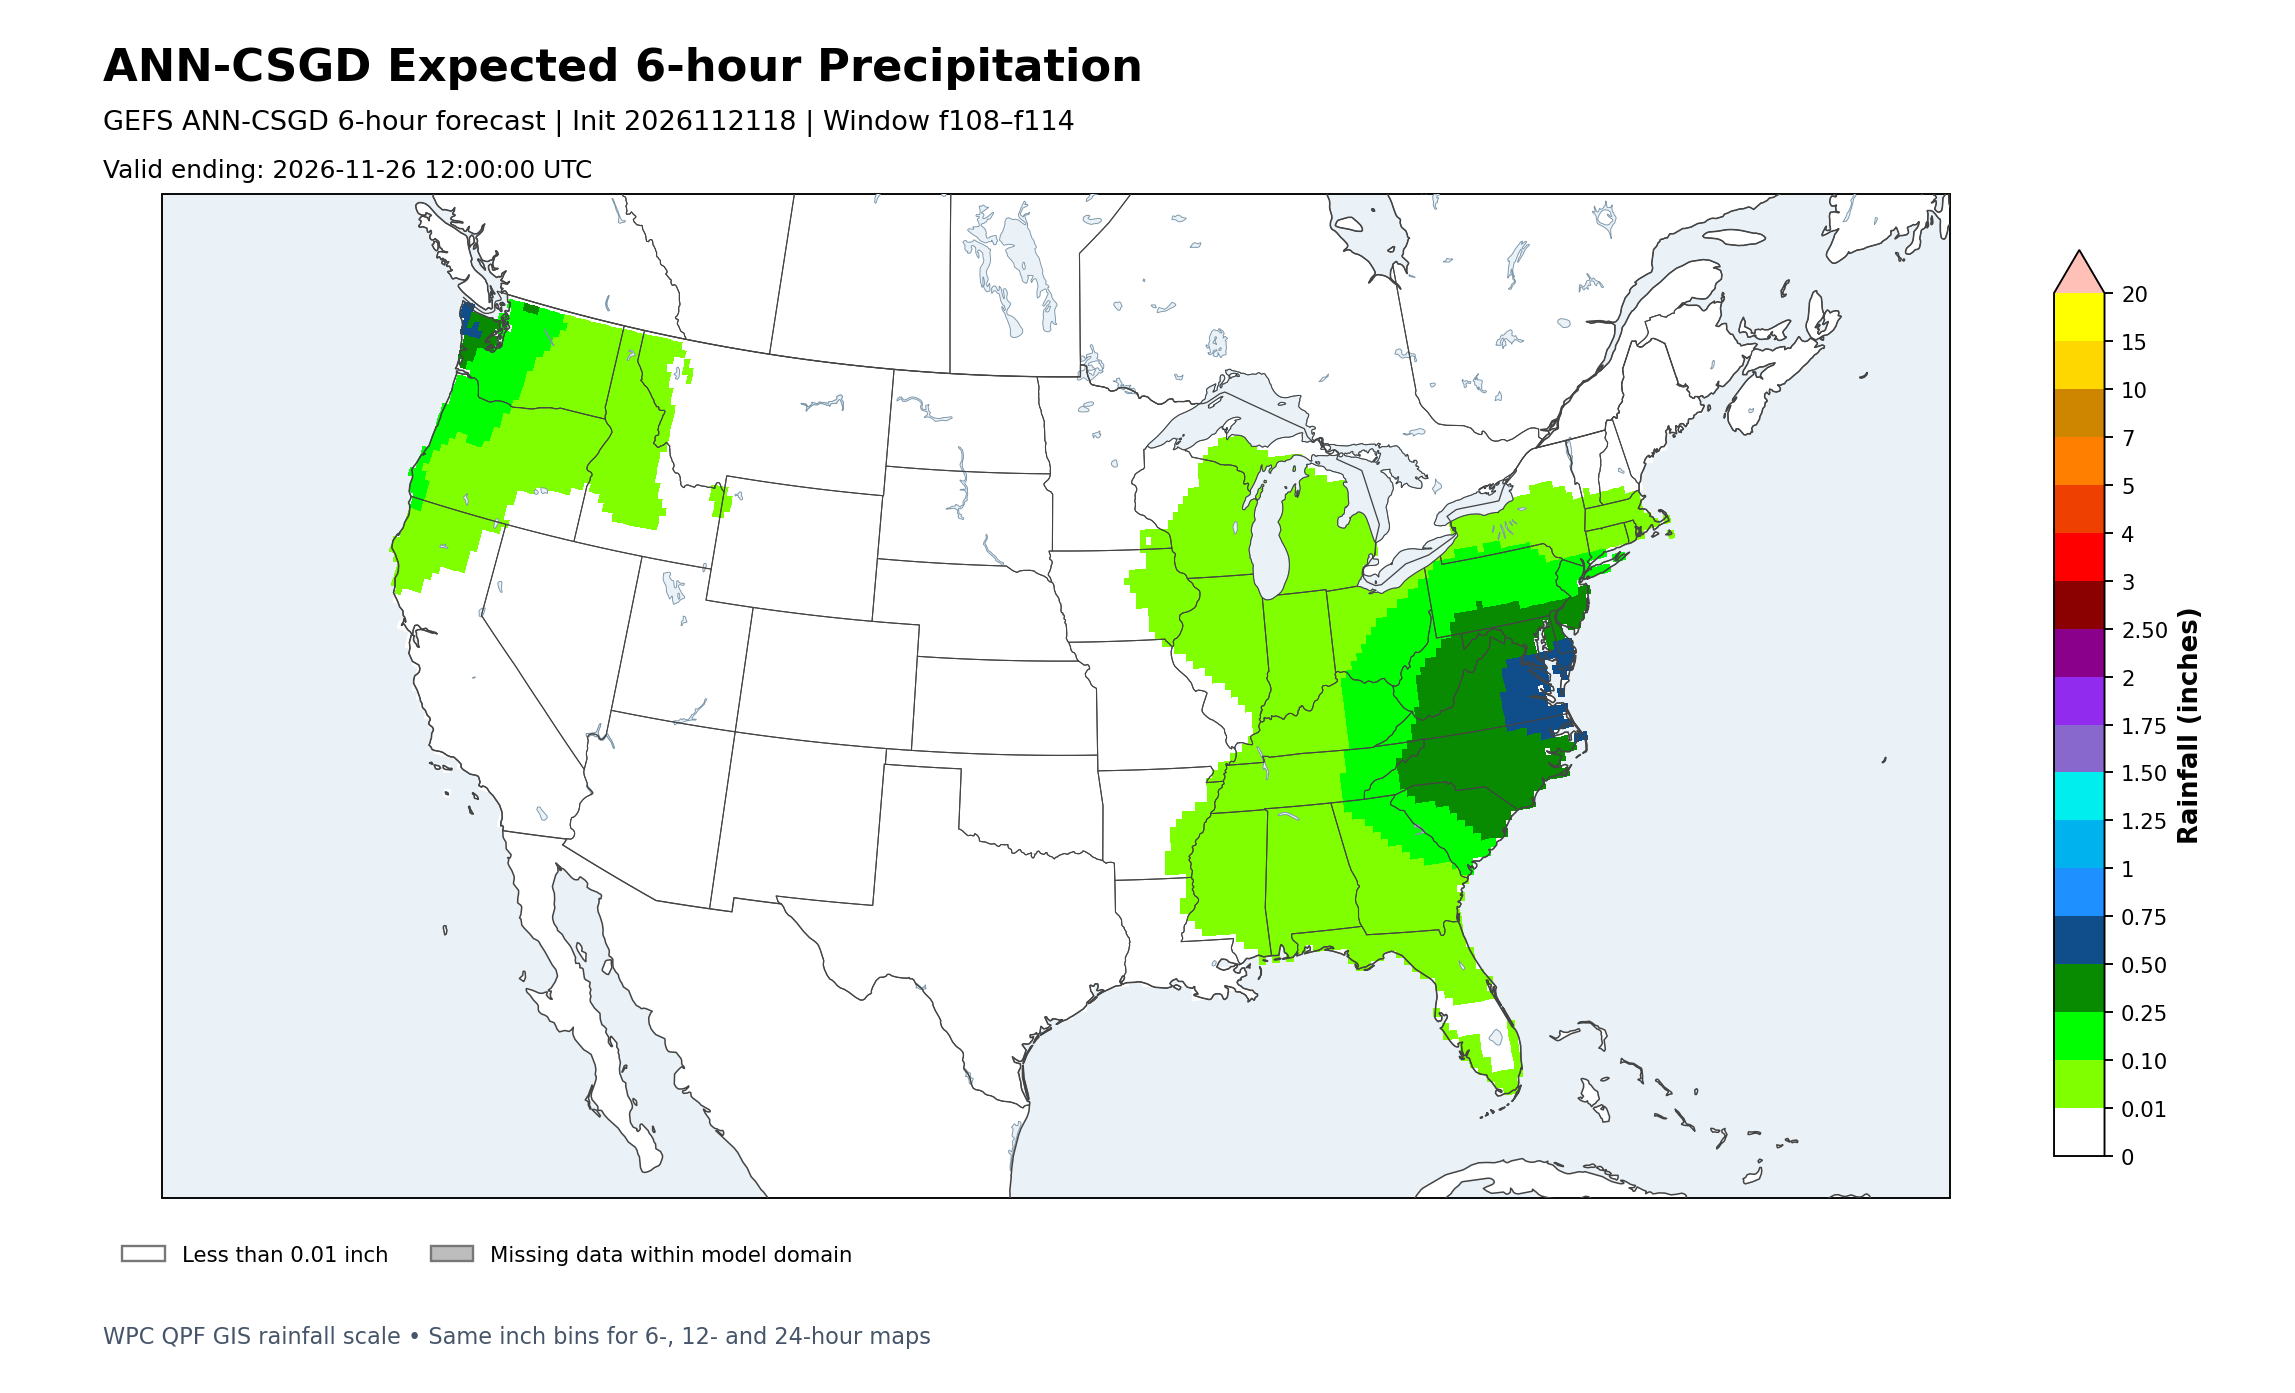 ANN-CSGD Expected 6-hour Precipitation
GEFS ANN-CSGD 6-hour forecast | Init 2026112118 | Window f108–f114
Valid ending: 2026-11-26 12:00:00 UTC
20
15
10
7
5
4
3
2.50
2
1.75
1.50
1.25
1
0.75
0.50
0.25
0.10
0.01
0
Rainfall (inches)
Less than 0.01 inch
Missing data within model domain
WPC QPF GIS rainfall scale • Same inch bins for 6-, 12- and 24-hour maps